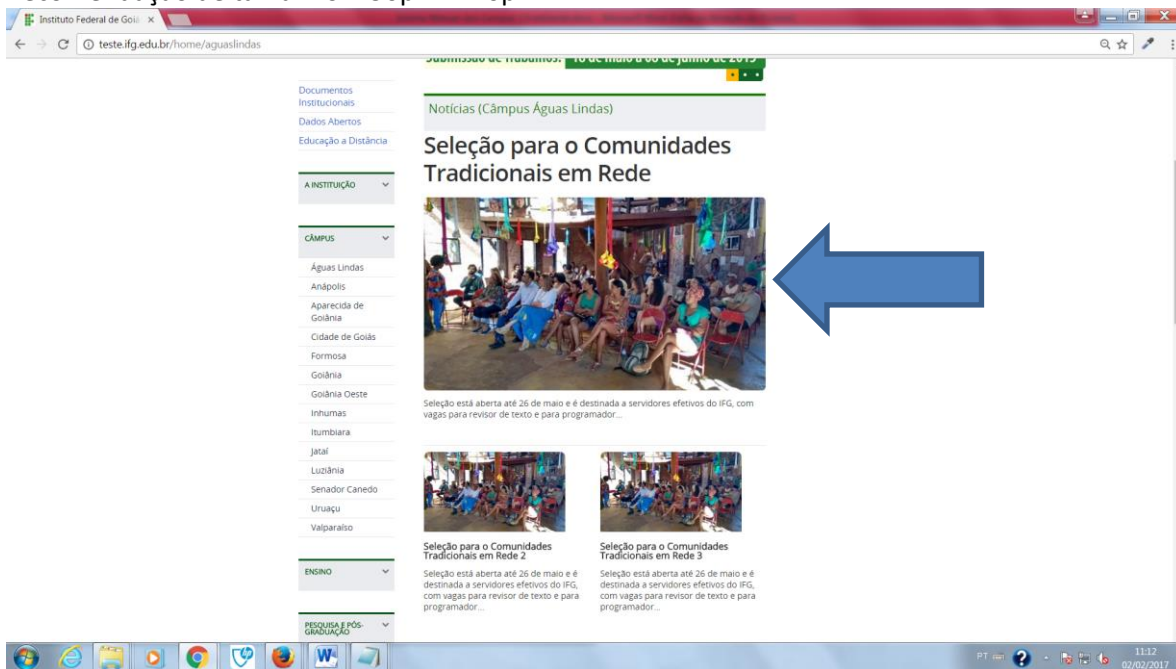 Instituto Federal de Goiá
teste.ifg.edu.br/home/aguaslindas
Documentos
Institucionais
Dados Abertos
Educação a Distância
A INSTITUIÇÃO
CÂMPUS
Águas Lindas
Anápolis
Aparecida de
Goiânia
Cidade de Goiás
Formosa
Goiânia
Goiânia Oeste
Inhumas
Itumbiara
Jataí
Luziânia
Senador Canedo
Uruaçu
Valparaíso
ENSINO
PESQUISA E PÓS-
GRADUAÇÃO
Notícias (Câmpus Águas Lindas)
Seleção para o Comunidades
Tradicionais em Rede
Seleção está aberta até 26 de maio e é destinada a servidores efetivos do IFG, com
vagas para revisor de texto e para programador...
Seleção para o Comunidades
Tradicionais em Rede 2
Seleção está aberta até 26 de maio e é
destinada a servidores efetivos do IFG,
com vagas para revisor de texto e para
programador...
Seleção para o Comunidades
Tradicionais em Rede 3
Seleção está aberta até 26 de maio e é
destinada a servidores efetivos do IFG,
com vagas para revisor de texto e para
programador...
PT
11:12
02/02/2017